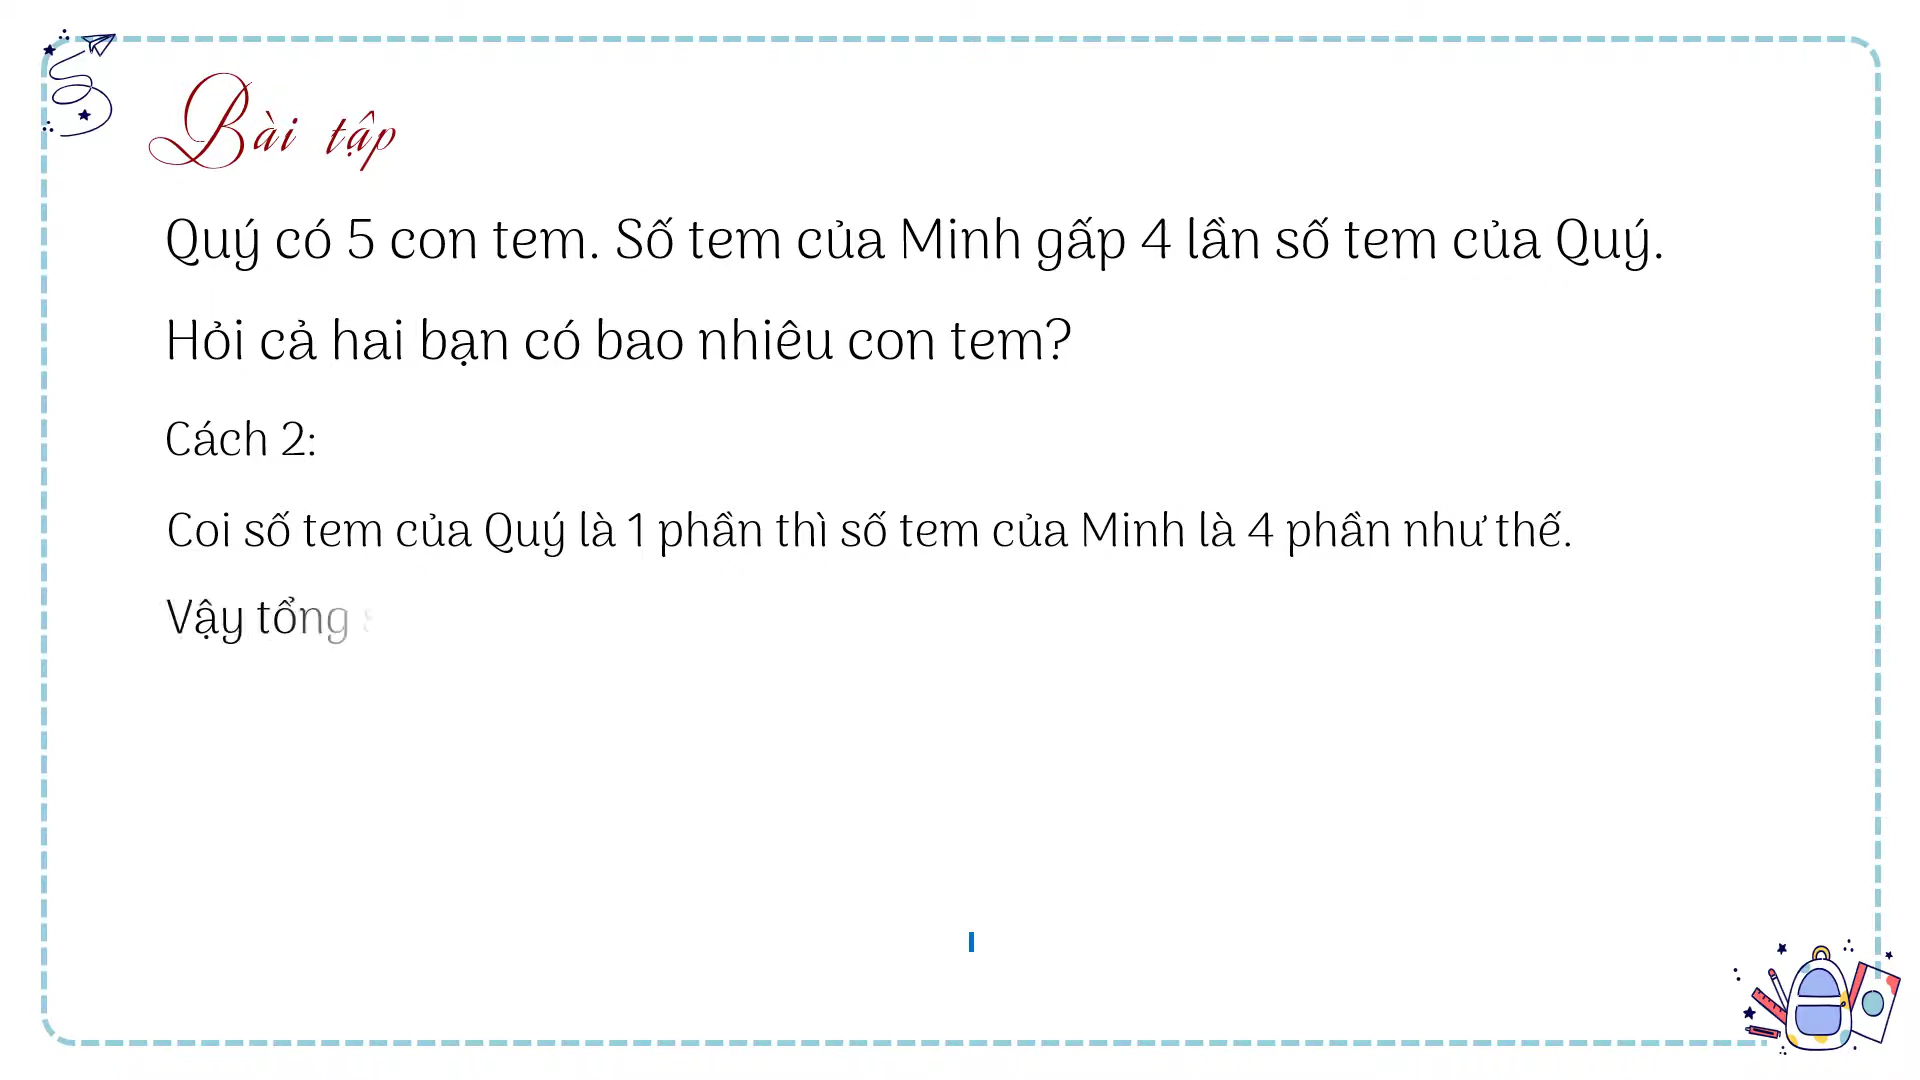 Bài tập
Quý có 5 con tem. Số tem của Minh gấp 4 lần số tem của Quý.
Hỏi cả hai bạn có bao nhiêu con tem?
Cách 2:
Coi số tem của Quý là 1 phần thì số tem của Minh là 4 phần như thế.
Vậy tổng